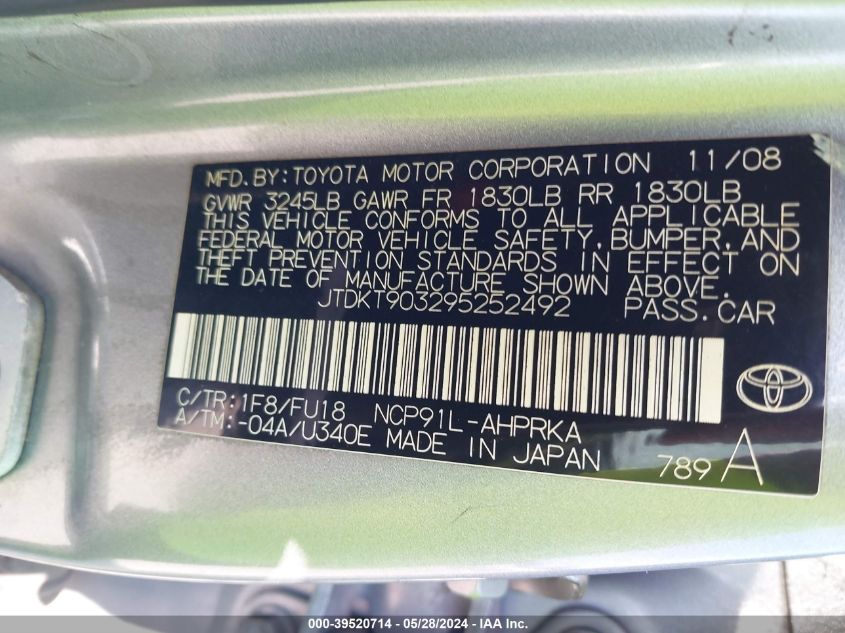 MFD. BY: TOYOTA MOTOR CORPORATION 11/08
GVWR 3245LB GAWR FR 1830LB RR 1830LB
THIS VEHICLE CONFORMS TO ALL APPLICABLE
FEDERAL MOTOR VEHICLE SAFETY, BUMPER, AND
THEFT PREVENTION STANDARDS IN EFFECT ON
THE DATE OF MANUFACTURE SHOWN ABOVE.
JTDKT903295252492 PASS. CAR
C/TR: 1F8/FU18 NCP91L-AHPRKA
A/TM: -04A/U340E MADE IN JAPAN
789 A
000-39520714 - 05/28/2024 - IAA Inc.